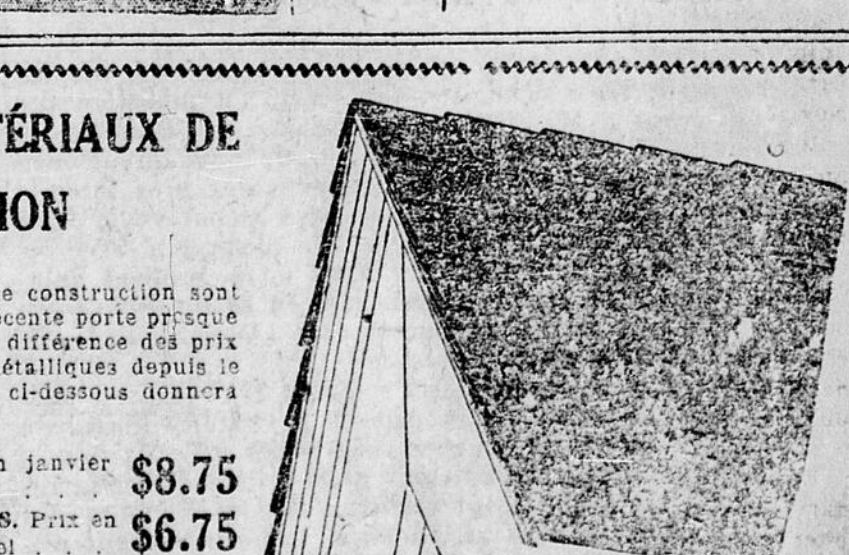 TÉRIAUX DE
ION
e construction sont
cente porte presque
différence des prix
étalliques depuis le
ci-dessous donnera
n janvier $8.75
S. Prix en $6.75